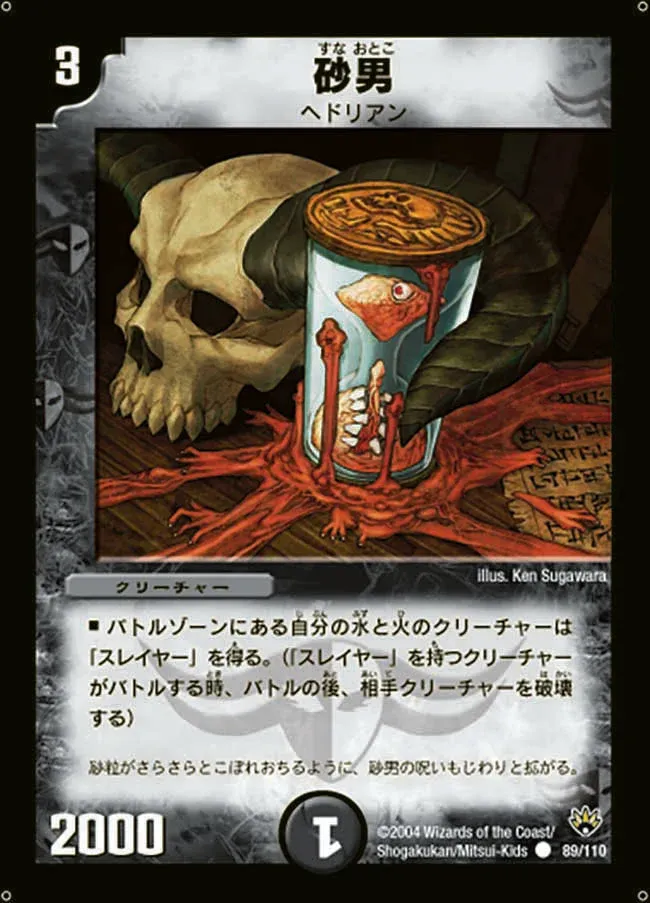 3
すな おとこ
砂男
ヘドリアン
illus. Ken Sugawara
クリーチャー
■ バトルゾーンにある自分の水と火のクリーチャーは
「スレイヤー」を得る。(「スレイヤー」を持つクリーチャー
がバトルする時、バトルの後、相手クリーチャーを破壊
する)
砂粒がさらさらとこぼれおちるように、砂男の呪いもじわりと拡がる。
2000
1
©2004 Wizards of the Coast/
Shogakukan/Mitsui-Kids ● 89/110